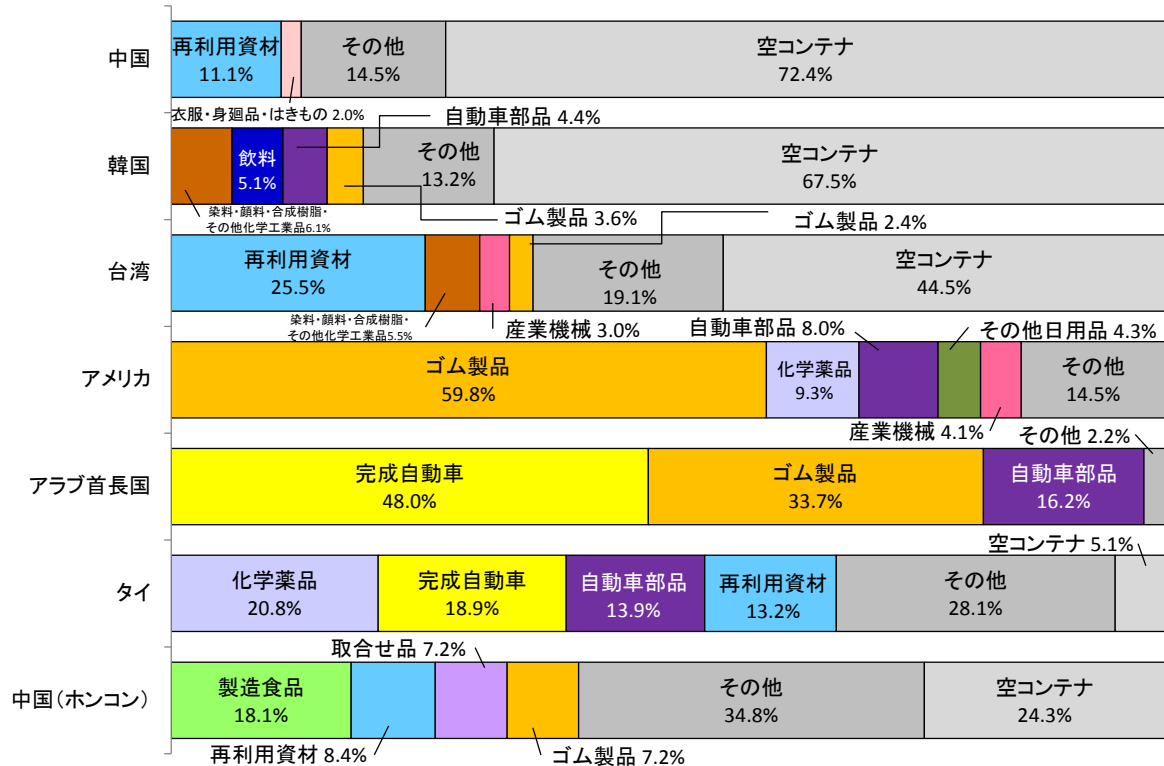 中国
再利用資材
11.1%
衣服・身廻品・はきもの 2.0%
その他
14.5%
空コンテナ
72.4%
韓国
染料・顔料・合成樹脂・
その他化学工業品6.1%
飲料
5.1%
自動車部品 4.4%
ゴム製品 3.6%
その他
13.2%
空コンテナ
67.5%
台湾
再利用資材
25.5%
染料・顔料・合成樹脂・
その他化学工業品5.5%
産業機械 3.0%
ゴム製品 2.4%
その他
19.1%
空コンテナ
44.5%
アメリカ
ゴム製品
59.8%
化学薬品
9.3%
自動車部品 8.0%
その他日用品 4.3%
産業機械 4.1%
その他
14.5%
アラブ首長国
完成自動車
48.0%
ゴム製品
33.7%
自動車部品
16.2%
その他 2.2%
タイ
化学薬品
20.8%
完成自動車
18.9%
自動車部品
13.9%
再利用資材
13.2%
その他
28.1%
空コンテナ 5.1%
中国(ホンコン)
製造食品
18.1%
再利用資材 8.4%
取合せ品 7.2%
ゴム製品 7.2%
その他
34.8%
空コンテナ
24.3%